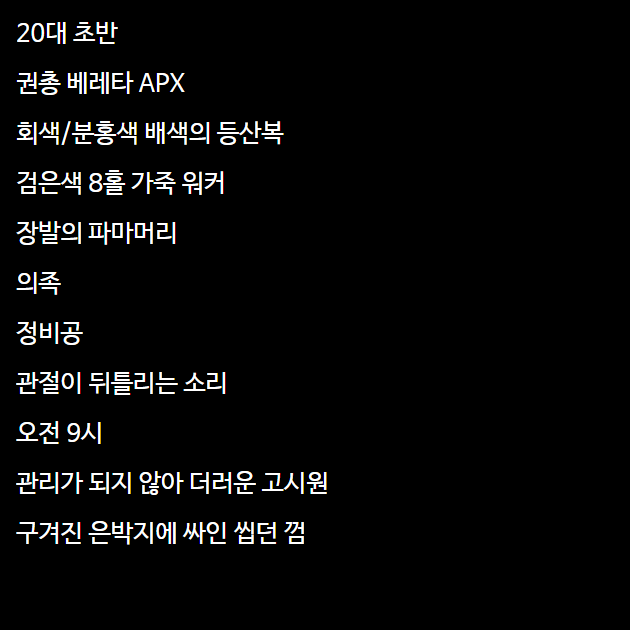 20대 초반
권총 베레타 APX
회색/분홍색 배색의 등산복
검은색 8홀 가죽 워커
장발의 파마머리
의족
정비공
관절이 뒤틀리는 소리
오전 9시
관리가 되지 않아 더러운 고시원
구겨진 은박지에 싸인 씹던 껌